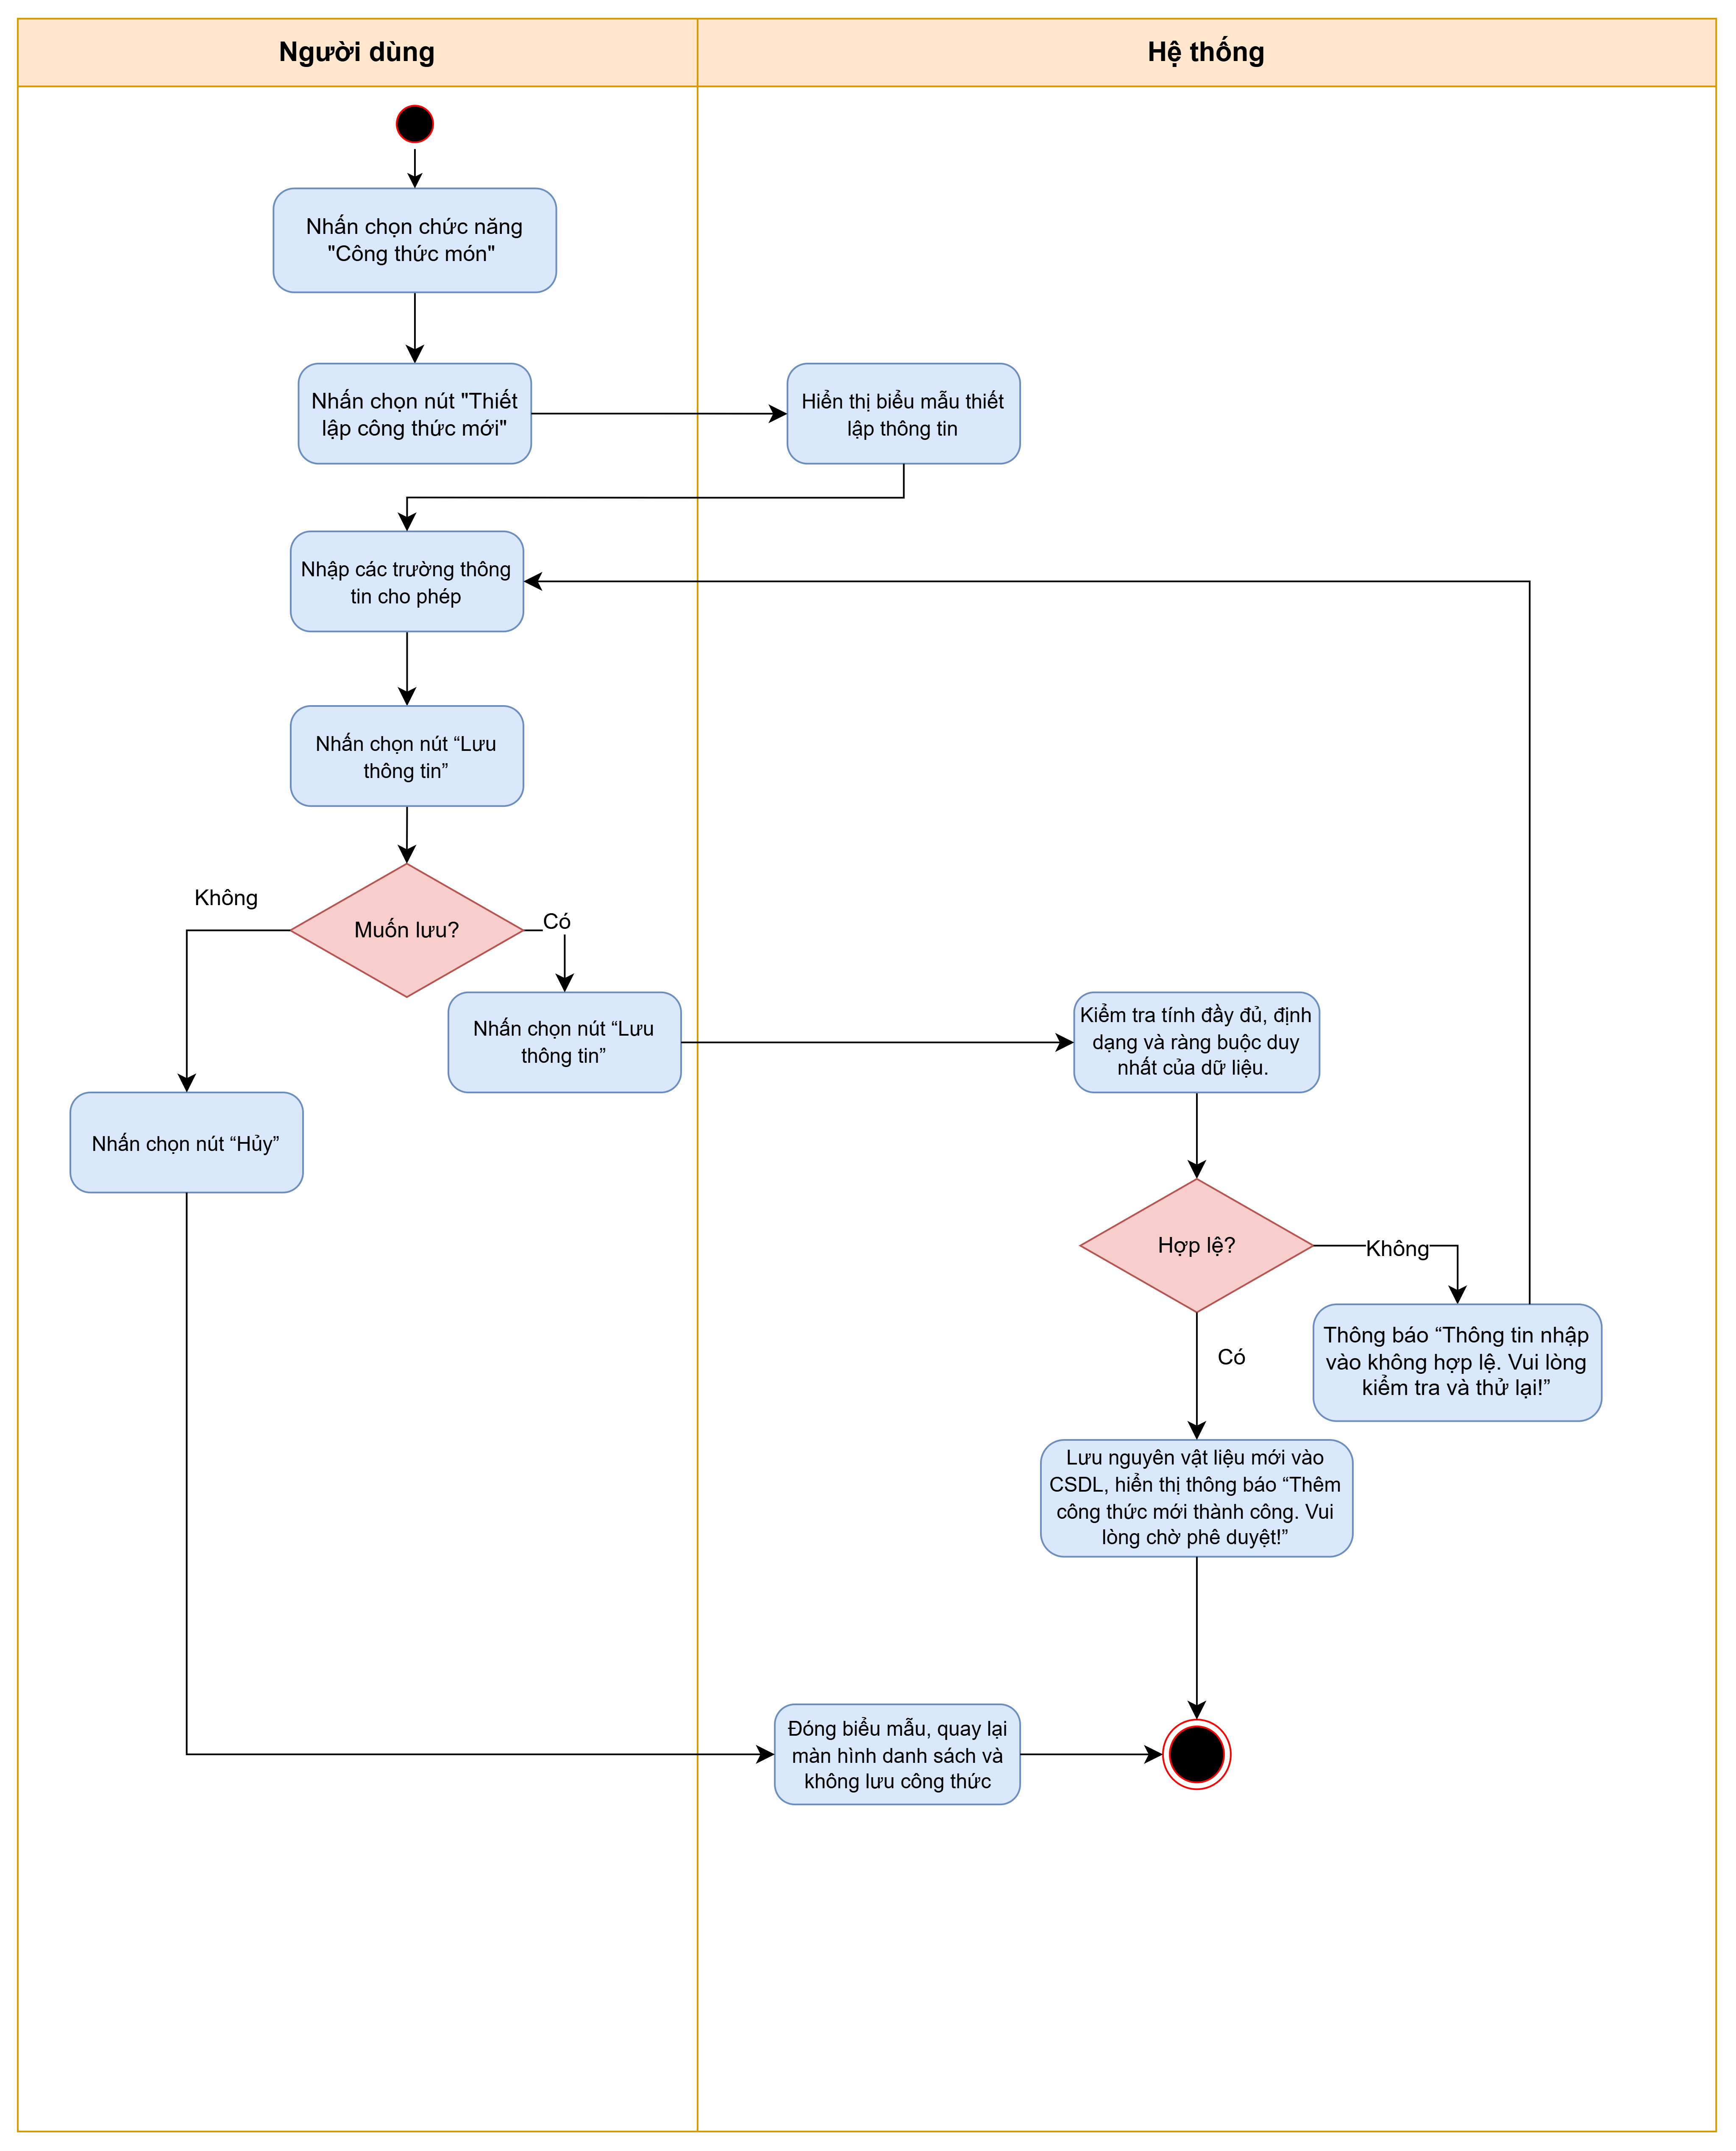 Người dùng
Hệ thống
Nhấn chọn chức năng
"Công thức món"
Nhấn chọn nút "Thiết
lập công thức mới"
Hiển thị biểu mẫu thiết
lập thông tin
Nhập các trường thông
tin cho phép
Nhấn chọn nút “Lưu
thông tin”
Không
Muốn lưu?
Có
Nhấn chọn nút “Lưu
thông tin”
Kiểm tra tính đầy đủ, định
dạng và ràng buộc duy
nhất của dữ liệu.
Nhấn chọn nút “Hủy”
Hợp lệ?
Không
Thông báo “Thông tin nhập
vào không hợp lệ. Vui lòng
kiểm tra và thử lại!”
Có
Lưu nguyên vật liệu mới vào
CSDL, hiển thị thông báo “Thêm
công thức mới thành công. Vui
lòng chờ phê duyệt!”
Đóng biểu mẫu, quay lại
màn hình danh sách và
không lưu công thức